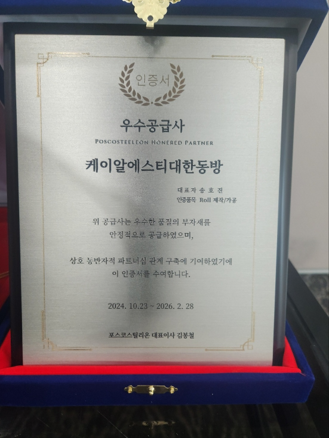 인증서
우수공급사
POSCOSTEELEON HONORED PARTNER
케이알에스티대한동방
대표자 송 호 진
인증품목 Roll 제작/가공
위 공급사는 우수한 품질의 부자재를
안정적으로 공급하였으며,
상호 동반자적 파트너십 관계 구축에 기여하였기에
이 인증서를 수여합니다.
2024. 10. 23 ~ 2026. 2. 28
포스코스틸리온 대표이사 김봉철